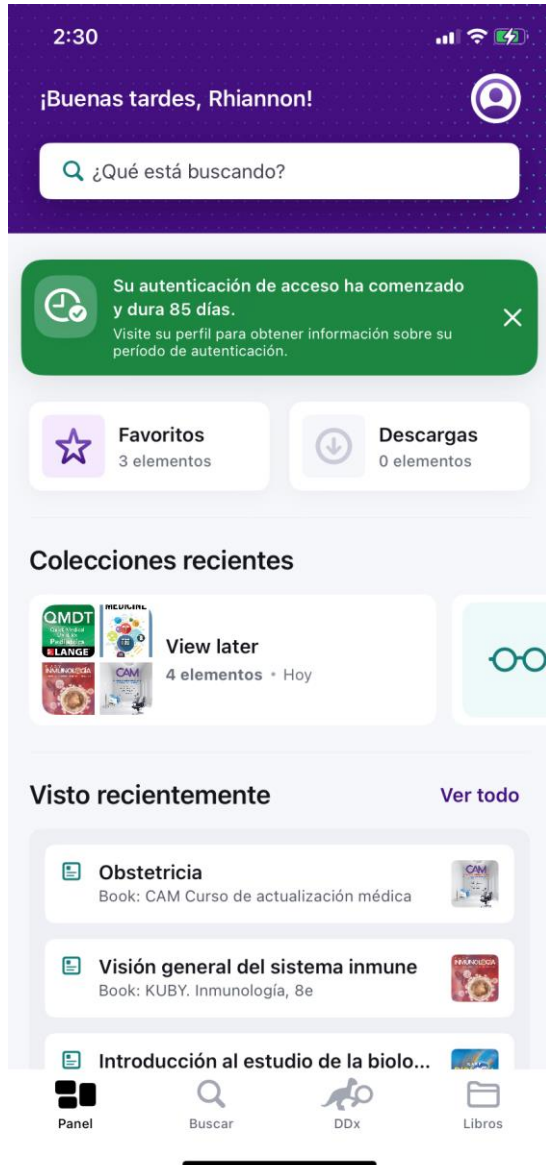 2:30
¡Buenas tardes, Rhiannon!
¿Qué está buscando?
Su autenticación de acceso ha comenzado
y dura 85 días.
Visite su perfil para obtener información sobre su
período de autenticación.
Favoritos
3 elementos
Descargas
0 elementos
Colecciones recientes
QMDT
Pediatrics
LANGE
MEDICINE
INMUNOLOGÍA
CAM
View later
4 elementos • Hoy
Visto recientemente
Ver todo
Obstetricia
Book: CAM Curso de actualización médica
CAM
Visión general del sistema inmune
Book: KUBY. Inmunología, 8e
INMUNOLOGÍA
Introducción al estudio de la biolo...
Panel
Buscar
DDx
Libros